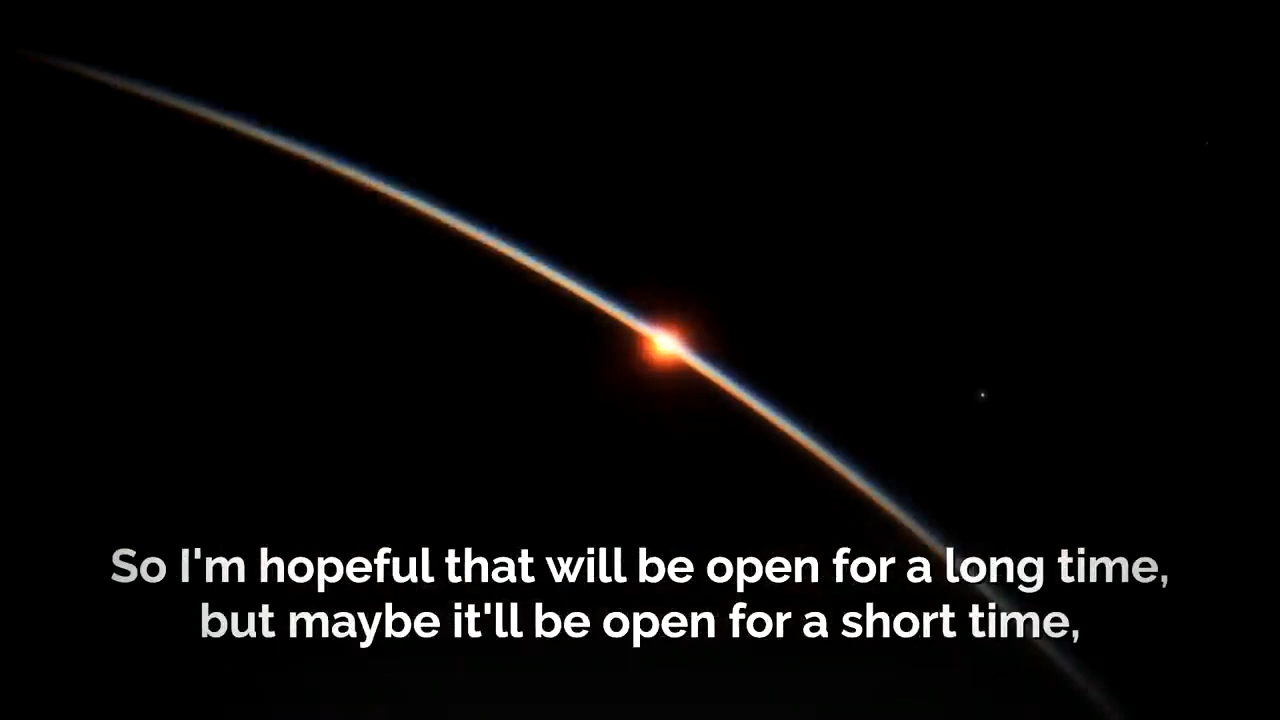 So I'm hopeful that will be open for a long time,
but maybe it'll be open for a short time,